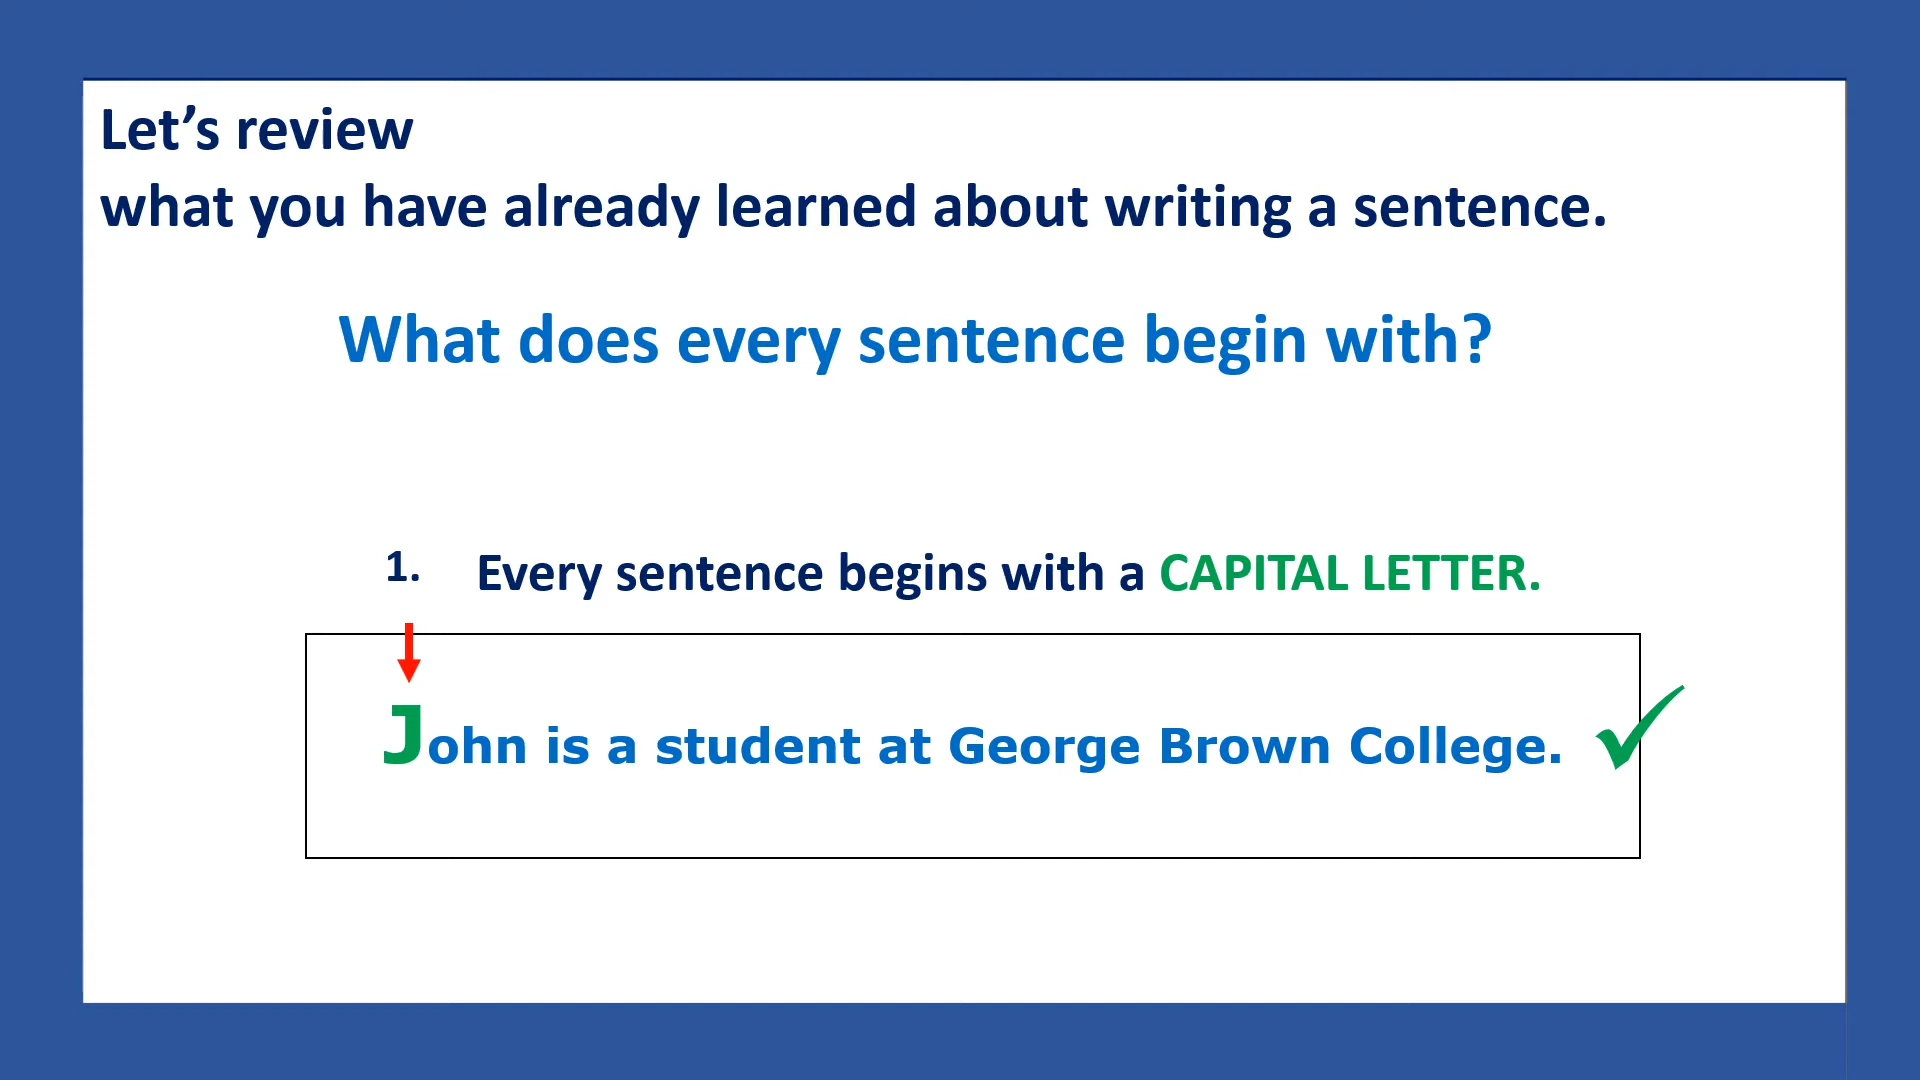 Let’s review
what you have already learned about writing a sentence.
What does every sentence begin with?
1. Every sentence begins with a CAPITAL LETTER.
John is a student at George Brown College.